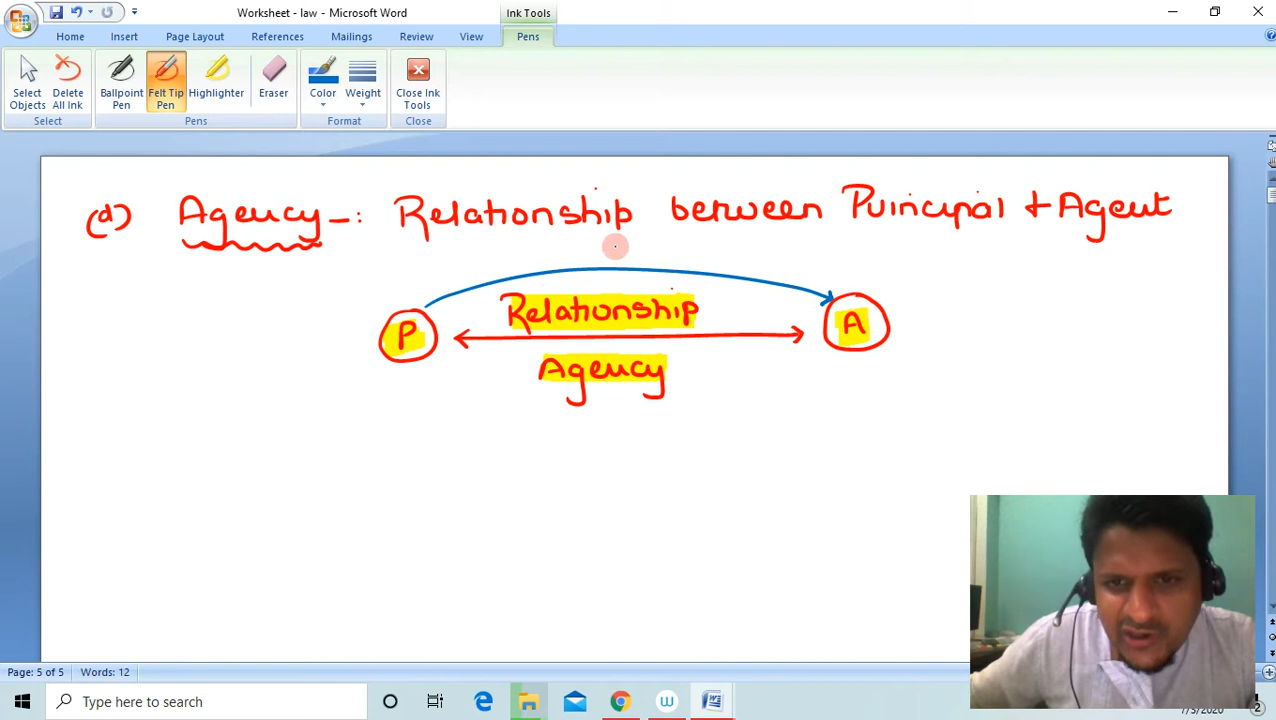 Worksheet - law - Microsoft Word
Ink Tools
Home Insert Page Layout References Mailings Review View Pens
Select Objects
Delete All Ink
Ballpoint Pen
Felt Tip Pen
Highlighter
Eraser
Color
Weight
Close Ink Tools
Select Pens Format Close
(d) Agency -: Relationship between Principal + Agent
Relationship
P A
Agency
Page: 5 of 5 Words: 12
Type here to search